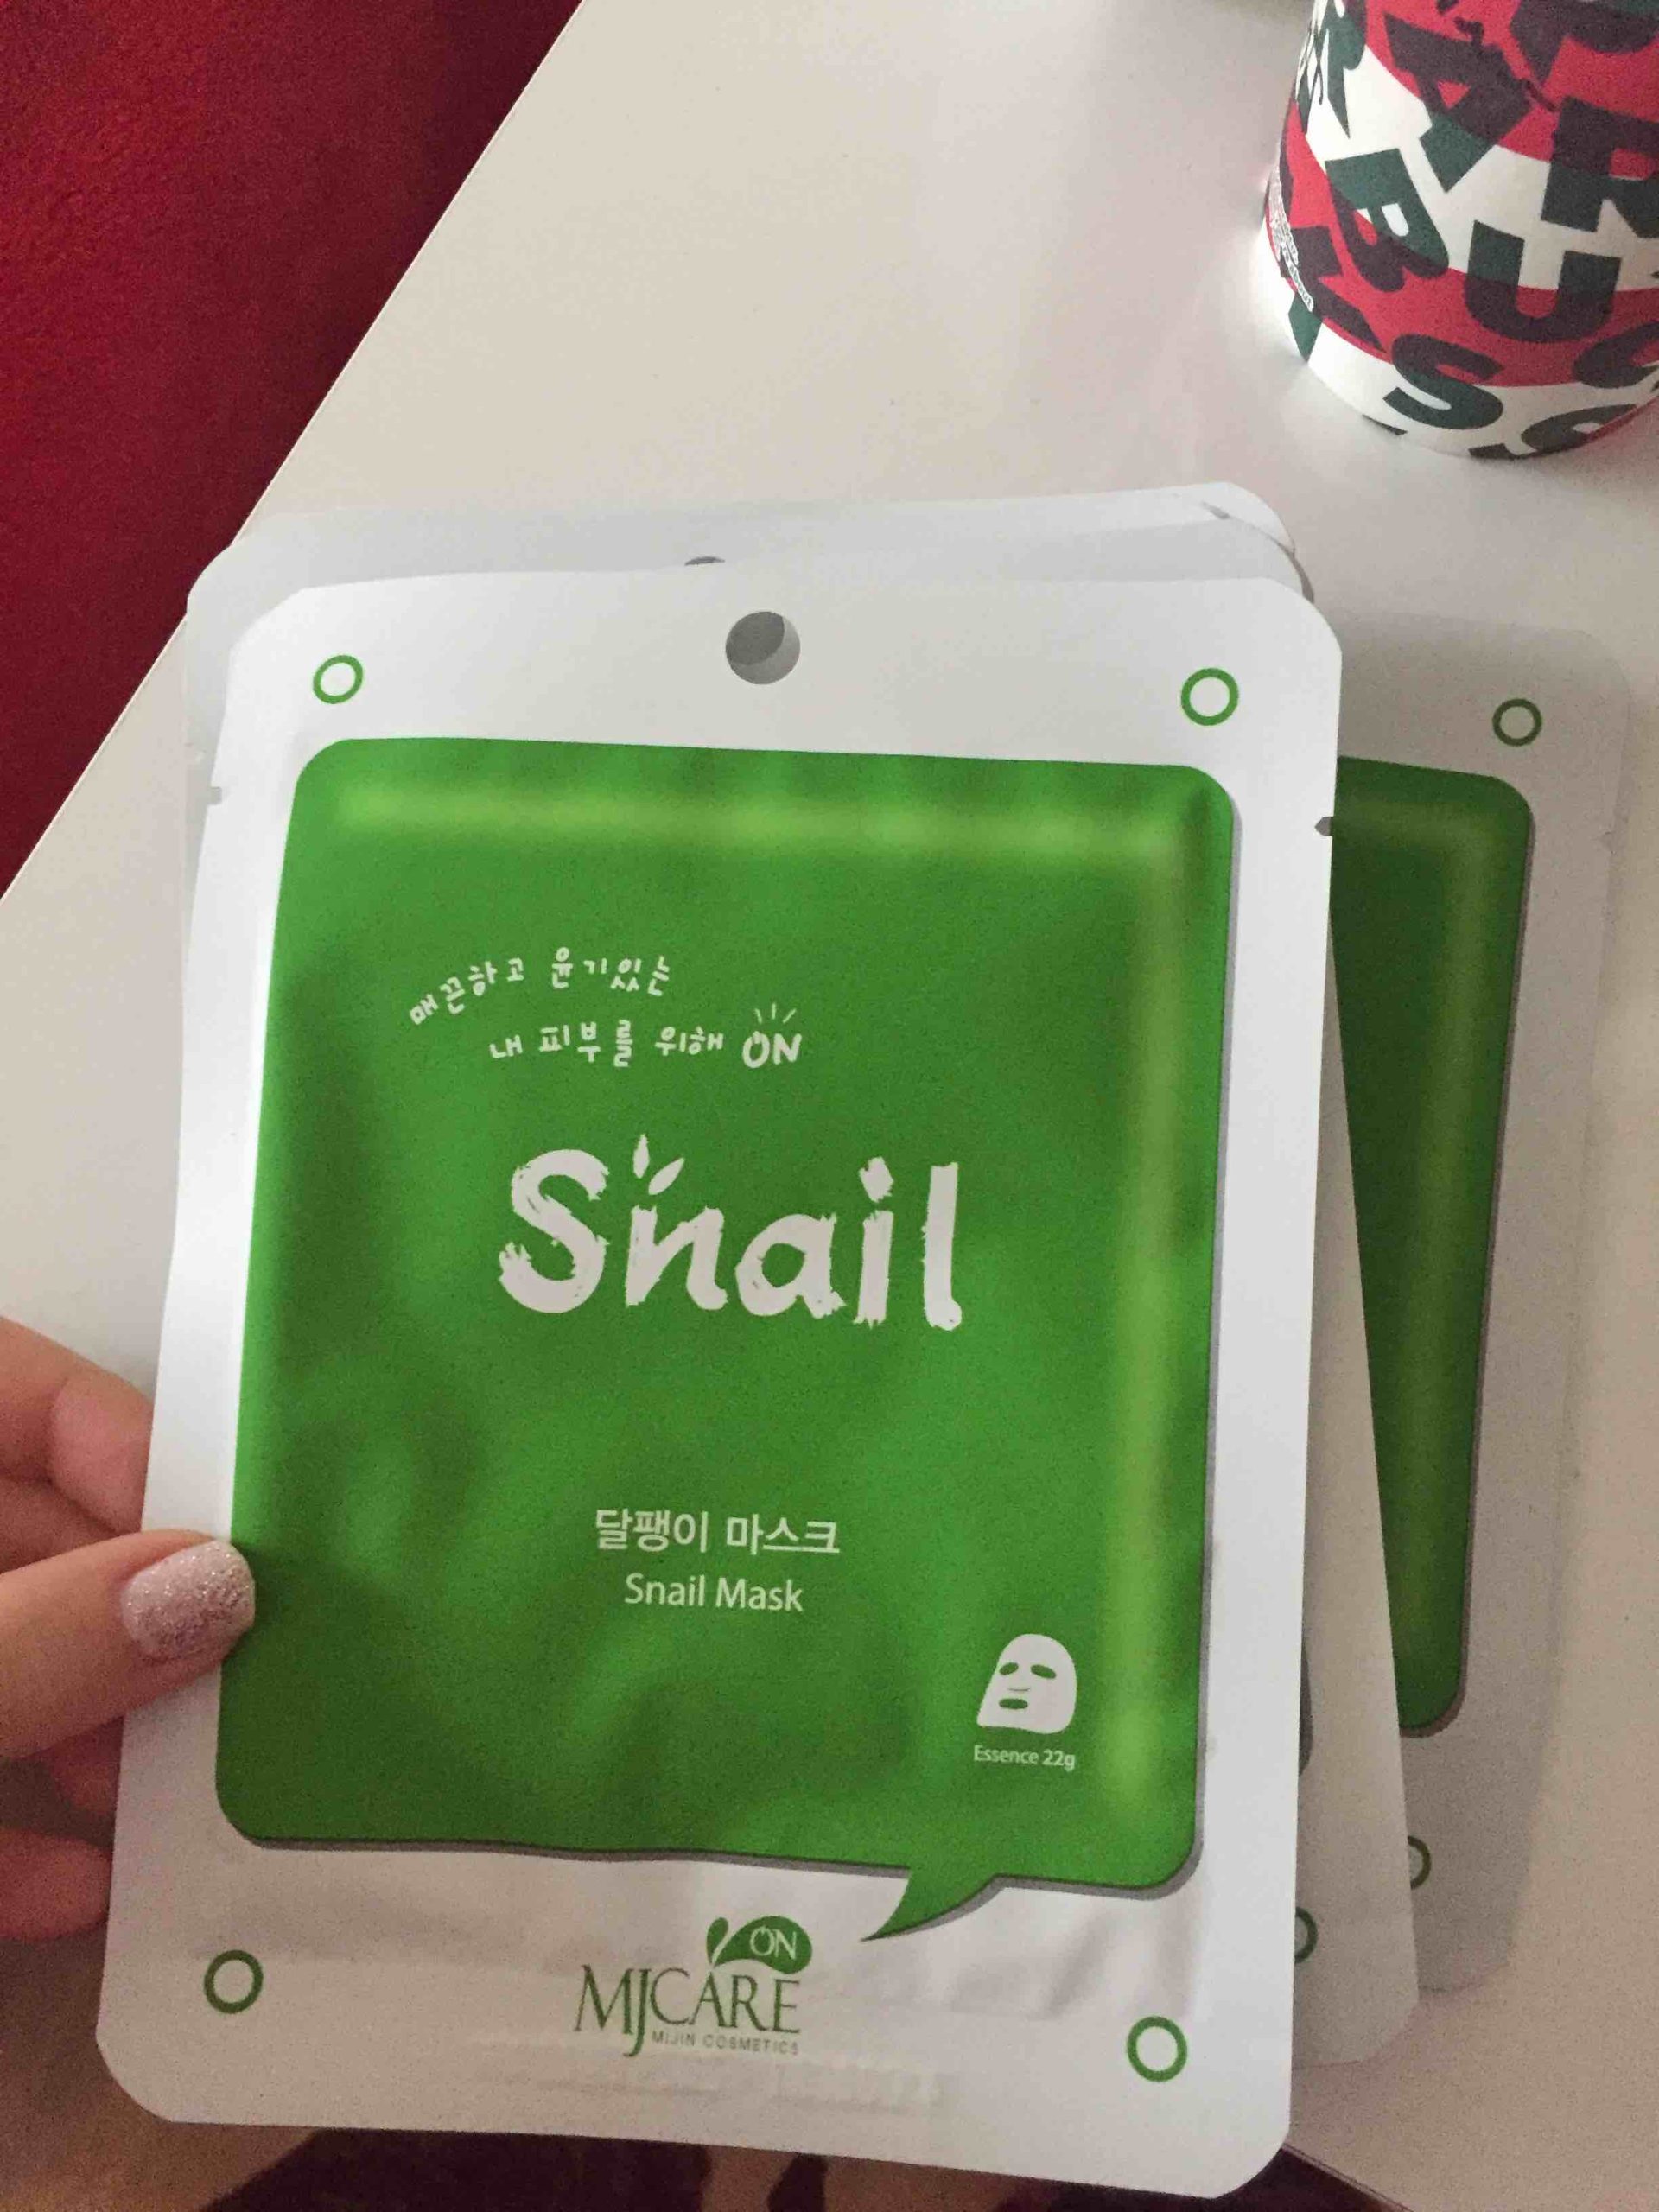 매끈하고 윤기있는
내 피부를 위해 ON
Snail
달팽이 마스크
Snail Mask
Essence 22g
ON
MJCARE
MIJIN COSMETICS